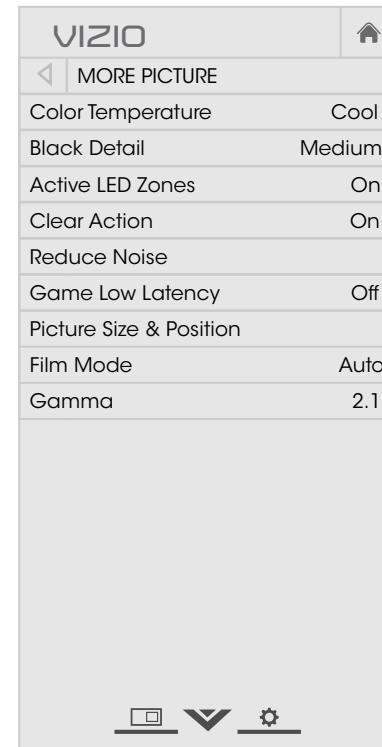 VIZIO
MORE PICTURE
Color Temperature Cool
Black Detail Medium
Active LED Zones On
Clear Action On
Reduce Noise
Game Low Latency Off
Picture Size & Position
Film Mode Auto
Gamma 2.1